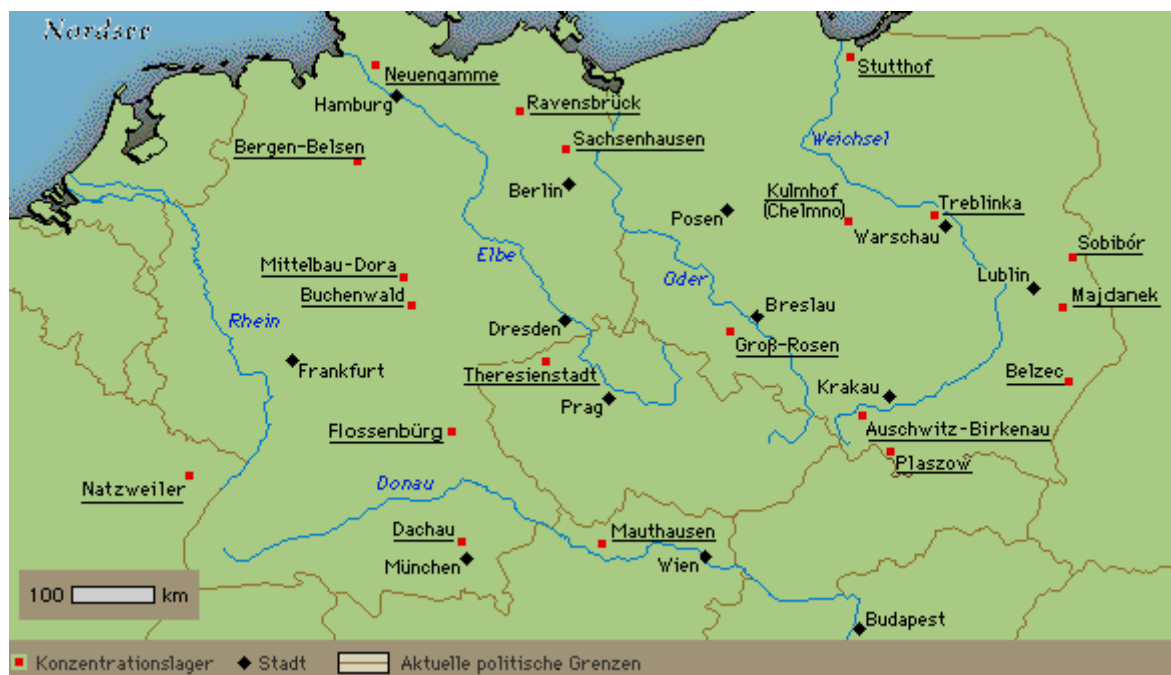 Nordsee
Neuengamme
Stutthof
Hamburg
Ravensbrück
Weichsel
Bergen-Belsen
Sachsenhausen
Berlin
Kulmhof
(Chelmno)
Treblinka
Posen
Warschau
Sobibór
Mittelbau-Dora
Elbe
Oder
Lublin
Buchenwald
Majdanek
Rhein
Breslau
Dresden
Groß-Rosen
Frankfurt
Theresienstadt
Belzec
Krakau
Prag
Flossenbürg
Auschwitz-Birkenau
Plaszow
Natzweiler
Donau
Dachau
Mauthausen
München
Wien
100 km
Budapest
Konzentrationslager Stadt Aktuelle politische Grenzen